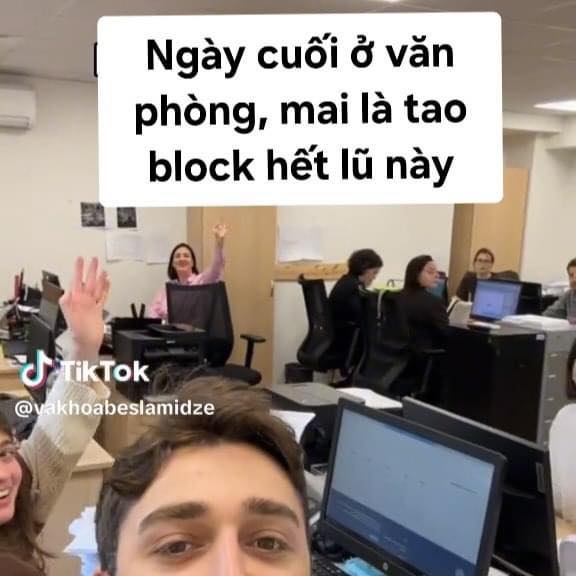 Ngày cuối ở văn
phòng, mai là tao
block hết lũ này
TikTok
@vakhoabeslamidze